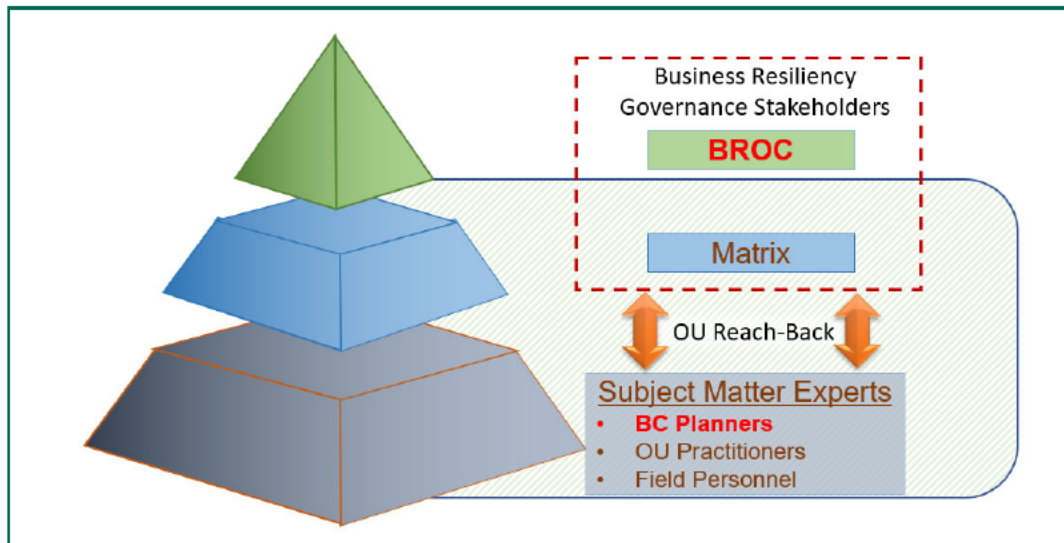 Business Resiliency
Governance Stakeholders
BROC
Matrix
OU Reach-Back
Subject Matter Experts
• BC Planners
• OU Practitioners
• Field Personnel